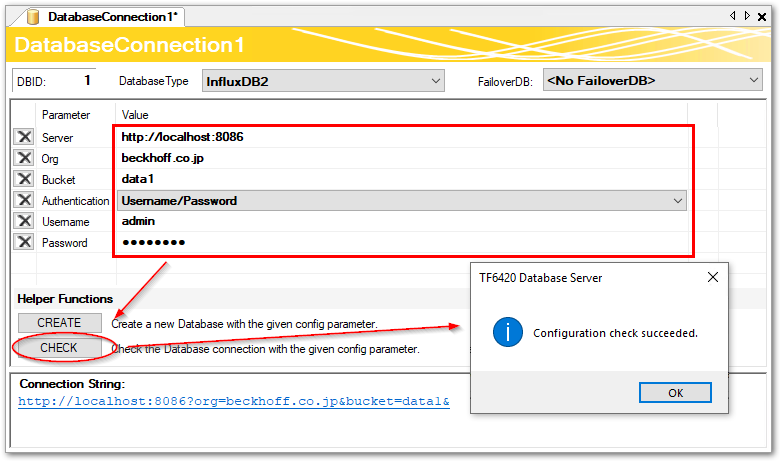 DatabaseConnection1*
DatabaseConnection1
DBID: 1 DatabaseType InfluxDB2 FailoverDB: <No FailoverDB>
Parameter Value
Server http://localhost:8086
Org beckhoff.co.jp
Bucket data1
Authentication Username/Password
Username admin
Password ●●●●●●●●
TF6420 Database Server
Configuration check succeeded.
OK
Helper Functions
CREATE Create a new Database with the given config parameter.
CHECK Check the Database connection with the given config parameter.
Connection String:
http://localhost:8086?org=beckhoff.co.jp&bucket=data1&